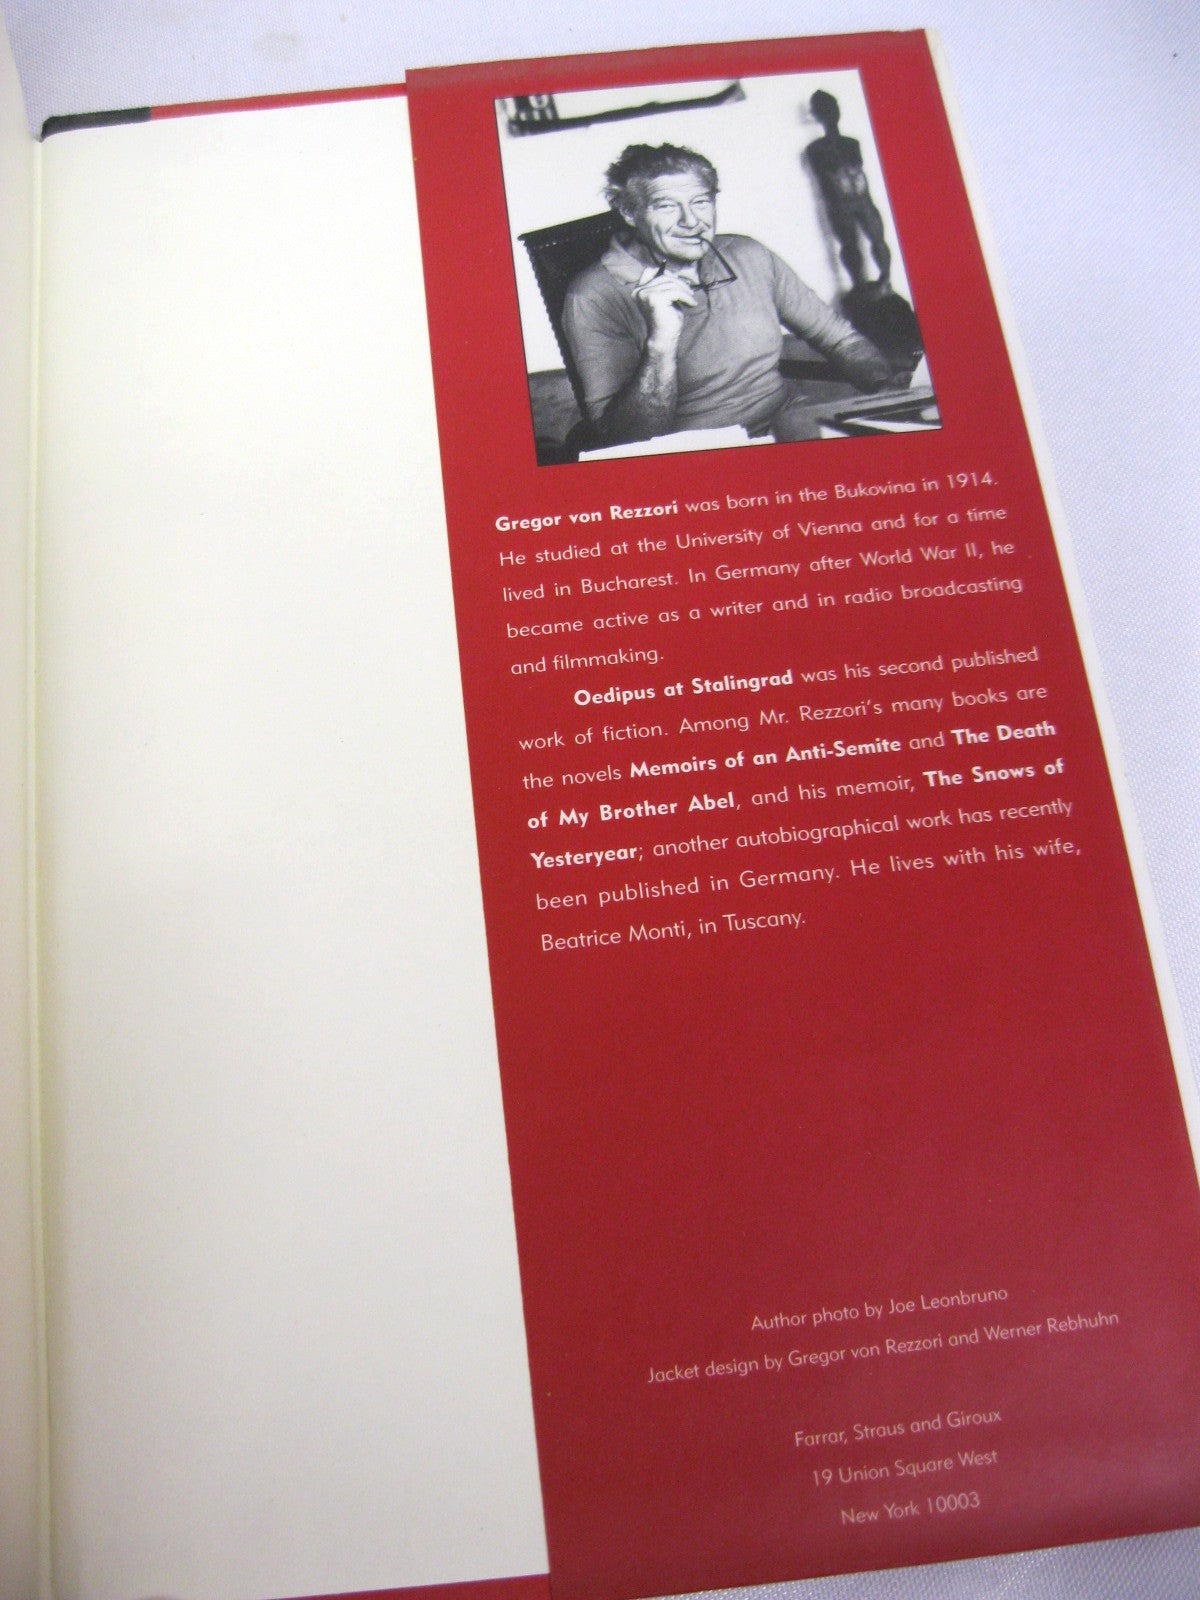 Gregor von Rezzori was born in the Bukovina in 1914.
He studied at the University of Vienna and for a time
lived in Bucharest. In Germany after World War II, he
became active as a writer and in radio broadcasting
and filmmaking.
Oedipus at Stalingrad was his second published
work of fiction. Among Mr. Rezzori's many books are
the novels Memoirs of an Anti-Semite and The Death
of My Brother Abel, and his memoir, The Snows of
Yesteryear; another autobiographical work has recently
been published in Germany. He lives with his wife,
Beatrice Monti, in Tuscany.
Author photo by Joe Leonbruno
Jacket design by Gregor von Rezzori and Werner Rebhuhn
Farrar, Straus and Giroux
19 Union Square West
New York 10003